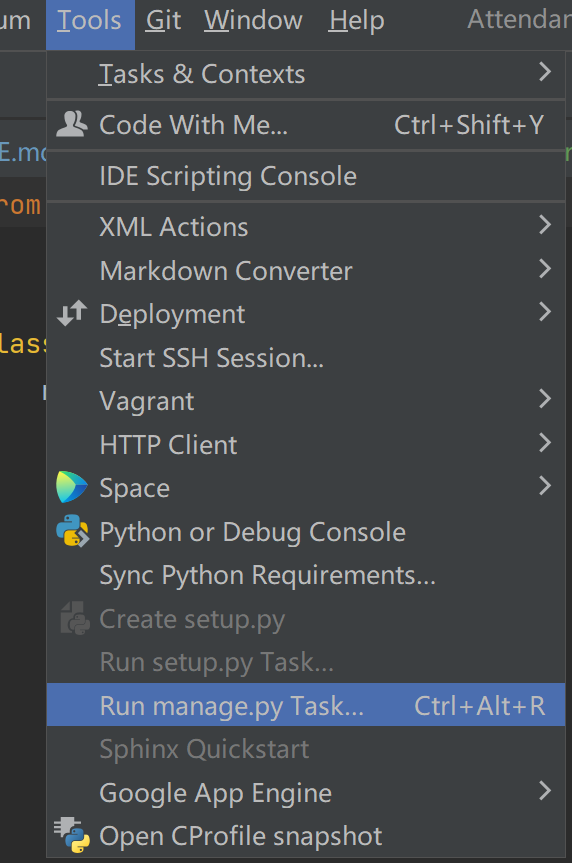 um Tools Git Window Help Attendan
Tasks & Contexts
Code With Me... Ctrl+Shift+Y
E.md
IDE Scripting Console
rom
XML Actions
Markdown Converter
Deployment
lass
Start SSH Session...
Vagrant
HTTP Client
Space
Python or Debug Console
Sync Python Requirements...
Create setup.py
Run setup.py Task...
Run manage.py Task... Ctrl+Alt+R
Sphinx Quickstart
Google App Engine
Open CProfile snapshot